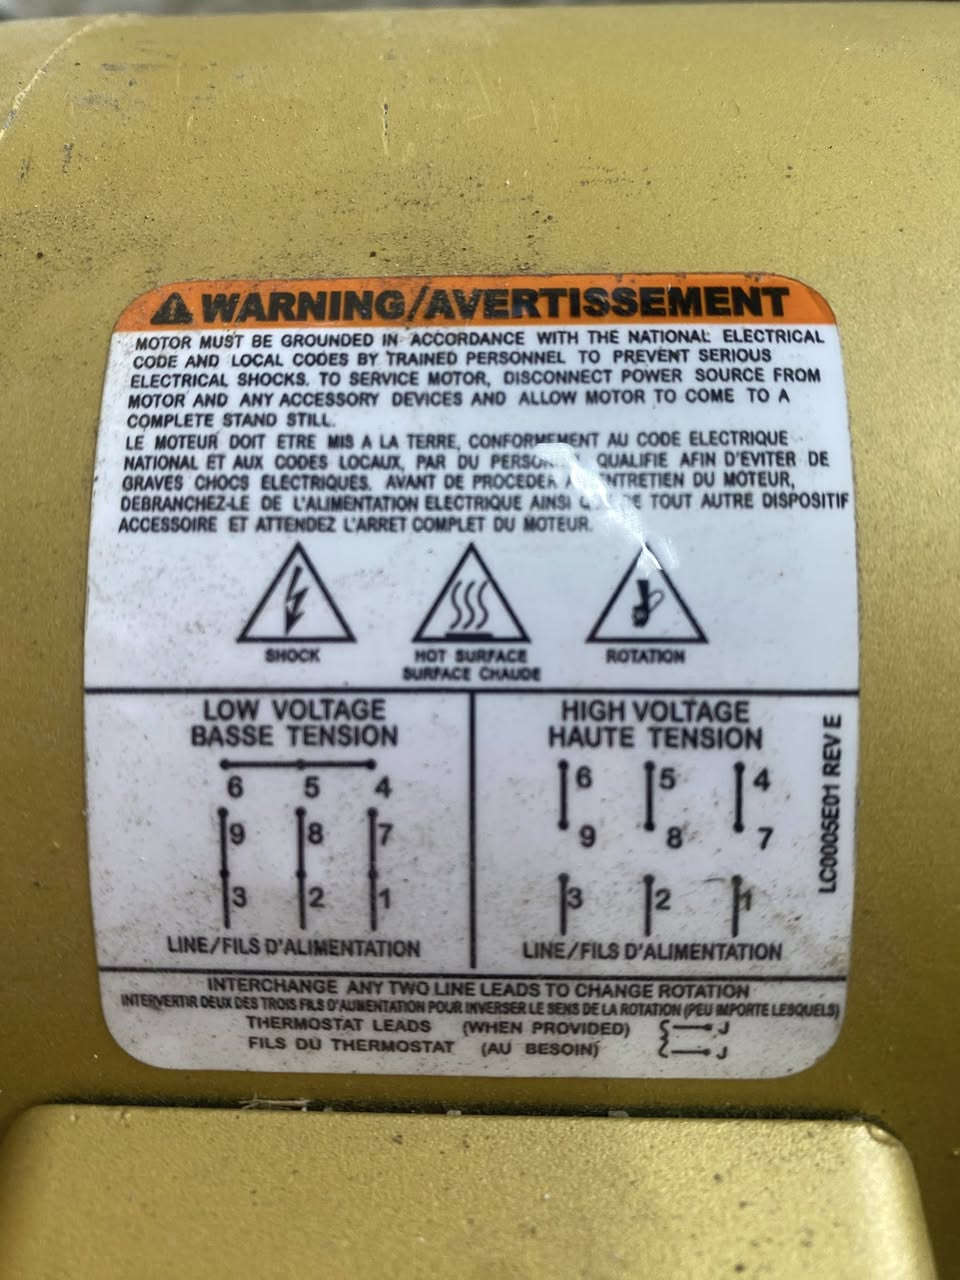 WARNING/AVERTISSEMENT
MOTOR MUST BE GROUNDED IN ACCORDANCE WITH THE NATIONAL ELECTRICAL
CODE AND LOCAL CODES BY TRAINED PERSONNEL TO PREVENT SERIOUS
ELECTRICAL SHOCKS. TO SERVICE MOTOR, DISCONNECT POWER SOURCE FROM
MOTOR AND ANY ACCESSORY DEVICES AND ALLOW MOTOR TO COME TO A
COMPLETE STAND STILL.
LE MOTEUR DOIT ETRE MIS A LA TERRE, CONFORMEMENT AU CODE ELECTRIQUE
NATIONAL ET AUX CODES LOCAUX, PAR DU QUALIFIE AFIN D'EVITER DE
GRAVES CHOCS ELECTRIQUES. AVANT DE PROCEDER MOTEUR,
DEBRANCHEZ-LE DE L'ALIMENTATION ELECTRIQUE AINSI TOUT AUTRE DISPOSITIF
ACCESSOIRE ET ATTENDEZ L'ARRET COMPLET DU MOTEUR.
SHOCK
HOT SURFACE
SURFACE CHAUDE
ROTATION
LOW VOLTAGE
BASSE TENSION
6 5 4
9 8 7
3 2 1
LINE/FILS D'ALIMENTATION
HIGH VOLTAGE
HAUTE TENSION
6 5 4
9 8 7
3 2 1
LINE/FILS D'ALIMENTATION
LC0005E01 REV E
INTERCHANGE ANY TWO LINE LEADS TO CHANGE ROTATION
INTERVERTIR DEUX DES TROIS FILS D'ALIMENTATION POUR INVERSER LE SENS DE LA ROTATION (PEU IMPORTE LESQUELS)
THERMOSTAT LEADS (WHEN PROVIDED) J
FILS DU THERMOSTAT (AU BESOIN) J